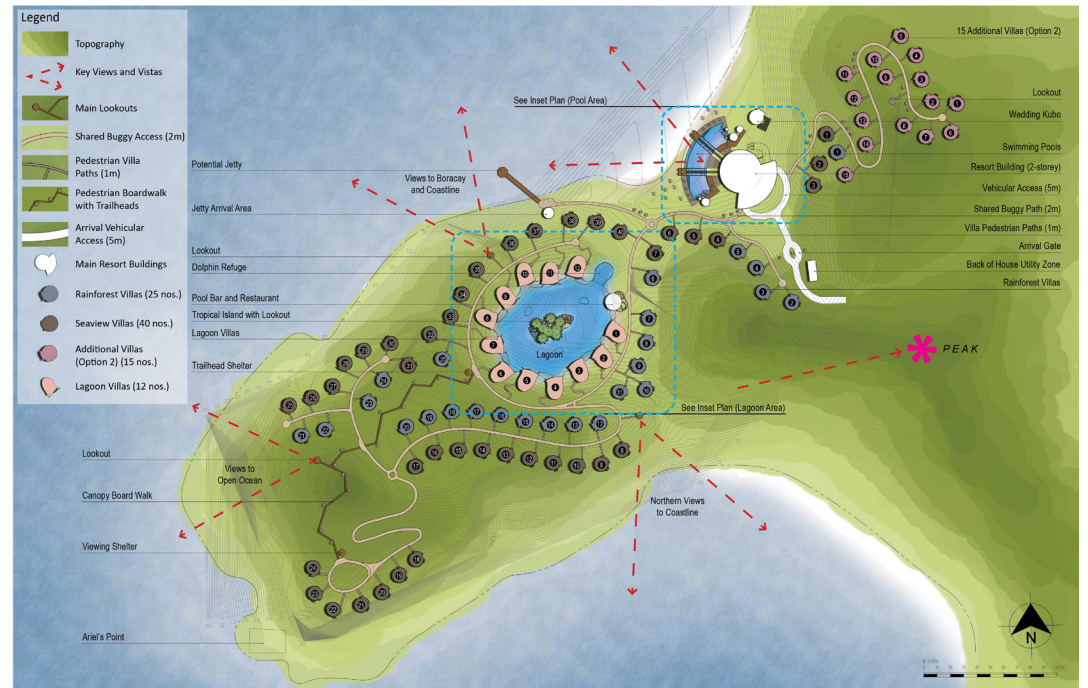 Legend
Topography
Key Views and Vistas
Main Lookouts
Shared Buggy Access (2m)
Pedestrian Villa
Paths (1m)
Pedestrian Boardwalk
with Trailheads
Arrival Vehicular
Access (5m)
Main Resort Buildings
Rainforest Villas (25 nos.)
Seaview Villas (40 nos.)
Additional Villas
(Option 2) (15 nos.)
Lagoon Villas (12 nos.)
Potential Jetty
Jetty Arrival Area
Lookout
Dolphin Refuge
Pool Bar and Restaurant
Tropical Island with Lookout
Lagoon Villas
Trailhead Shelter
Lookout
Canopy Board Walk
Viewing Shelter
Ariel's Point
See Inset Plan (Pool Area)
Views to Boracay
and Coastline
Lagoon
Views to
Open Ocean
See Inset Plan (Lagoon Area)
Northern Views
to Coastline
15 Additional Villas (Option 2)
Lookout
Wedding Kubo
Swimming Pools
Resort Building (2-storey)
Vehicular Access (5m)
Shared Buggy Path (2m)
Villa Pedestrian Paths (1m)
Arrival Gate
Back of House Utility Zone
Rainforest Villas
PEAK
N